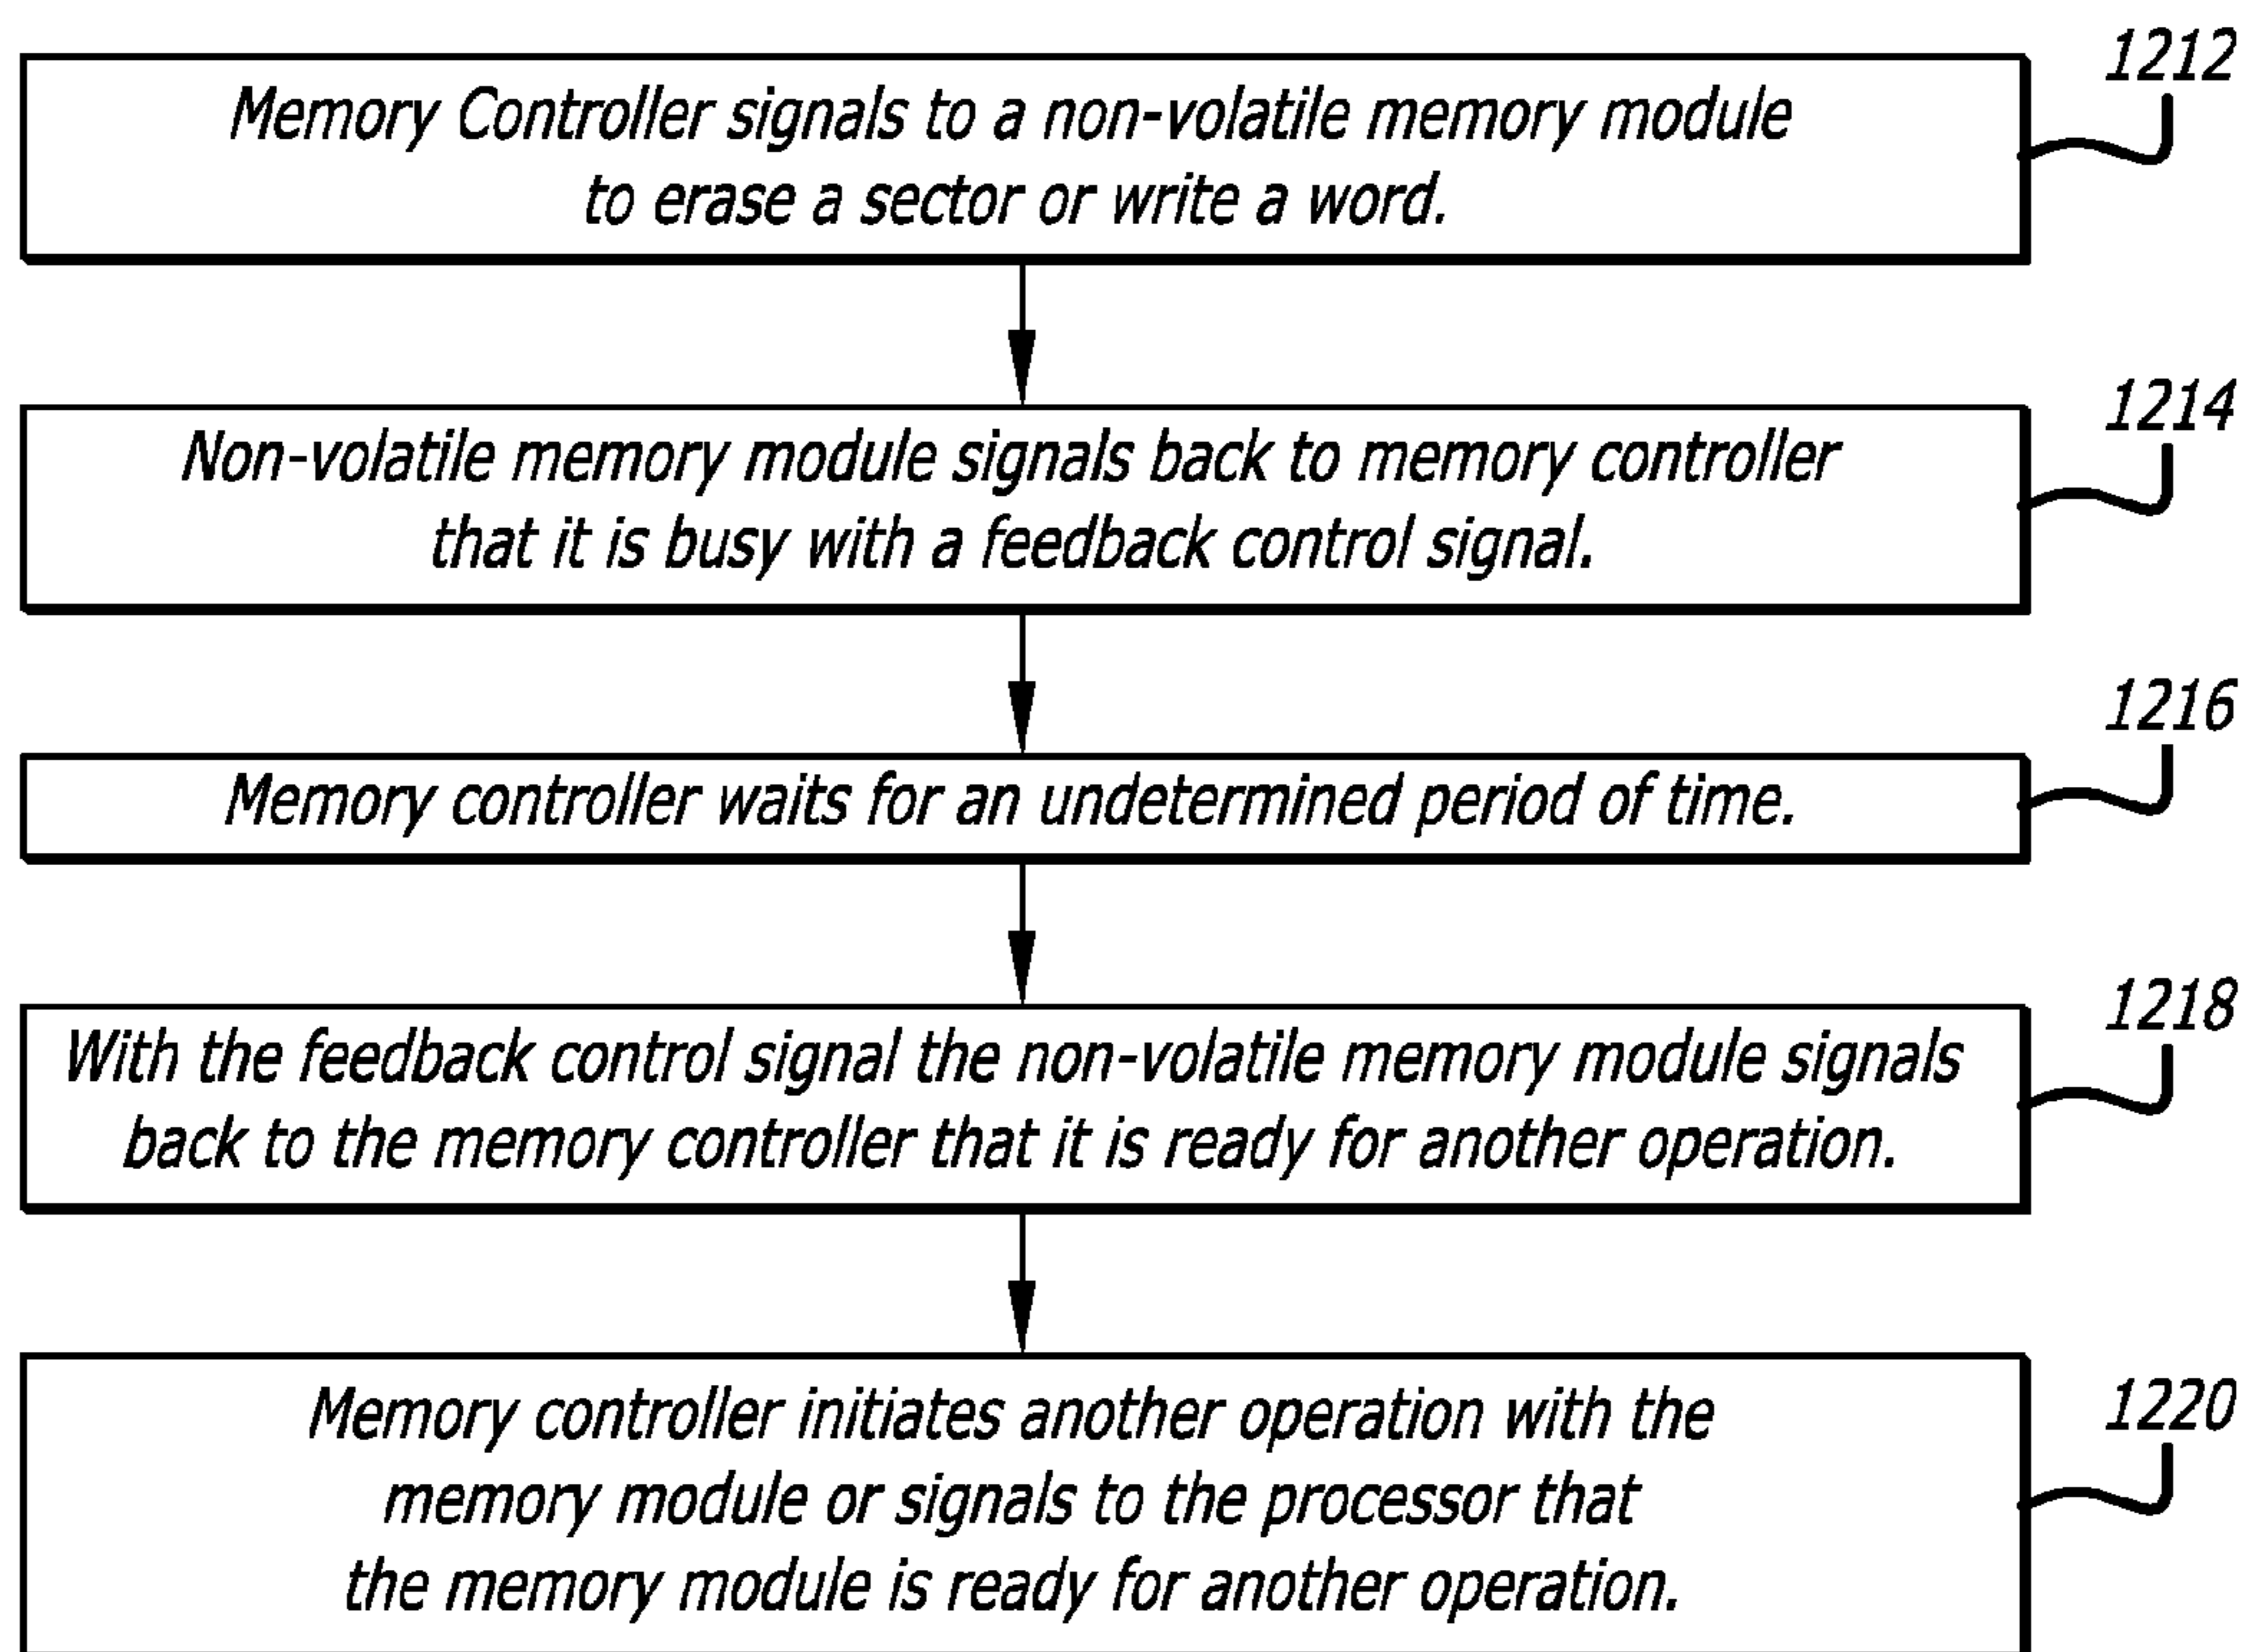 1212
Memory Controller signals to a non-volatile memory module
to erase a sector or write a word.
1214
Non-volatile memory module signals back to memory controller
that it is busy with a feedback control signal.
1216
Memory controller waits for an undetermined period of time.
1218
With the feedback control signal the non-volatile memory module signals
back to the memory controller that it is ready for another operation.
1220
Memory controller initiates another operation with the
memory module or signals to the processor that
the memory module is ready for another operation.